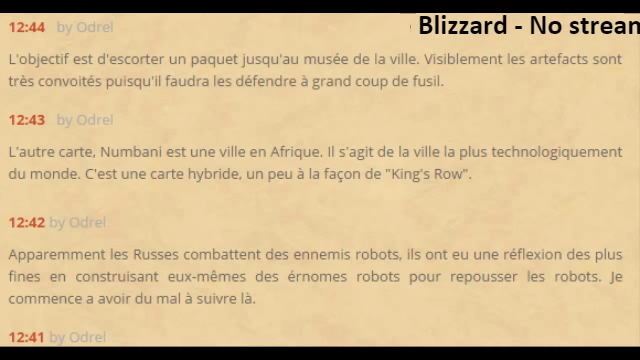 Blizzard - No stream
12:44 by Odrel
L'objectif est d'escorter un paquet jusqu'au musée de la ville. Visiblement les artefacts sont
très convoités puisqu'il faudra les défendre à grand coup de fusil.
12:43 by Odrel
L'autre carte, Numbani est une ville en Afrique. Il s'agit de la ville la plus technologiquement
du monde. C'est une carte hybride, un peu à la façon de "King's Row".
12:42 by Odrel
Apparemment les Russes combattent des ennemis robots, ils ont eu une réflexion des plus
fines en construisant eux-mêmes des érnomes robots pour repousser les robots. Je
commence a avoir du mal à suivre là.
12:41 by Odrel